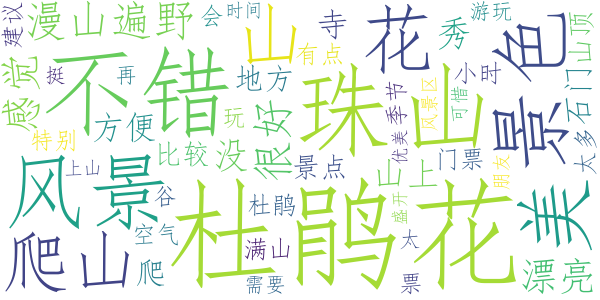 建议
漫山遍野
会
时间
寺
山
花
秀
游玩
色
感觉
挺
再
不错
地方
有点
珠山
小时
季节
风景区
可惜
石门
山顶
太多
景
特别
方便
玩
很好
优美
风景
上山
比较
没
景点
上
门票
朋友
美
谷
杜鹃
杜鹃花
盛开
爬山
空气
爬
满山
需要
太
票
漂亮